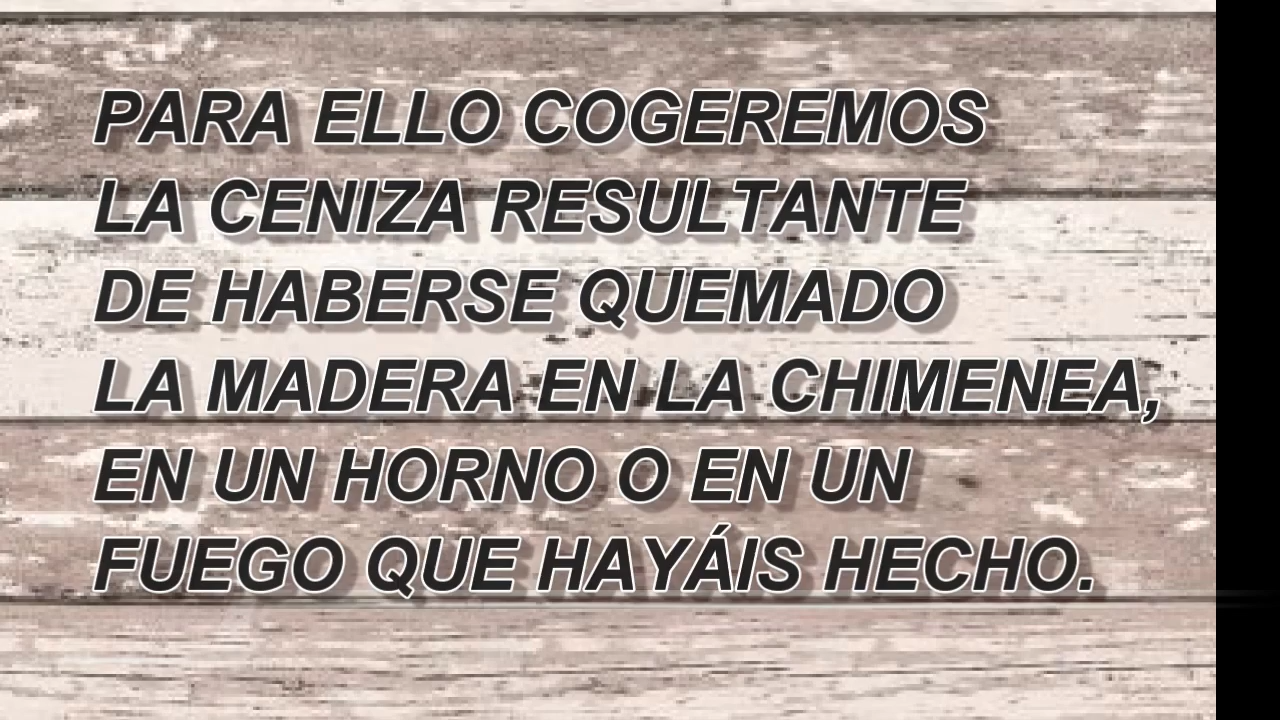 PARA ELLO COGEREMOS
LA CENIZA RESULTANTE
DE HABERSE QUEMADO
LA MADERA EN LA CHIMENEA,
EN UN HORNO O EN UN
FUEGO QUE HAYÁIS HECHO.